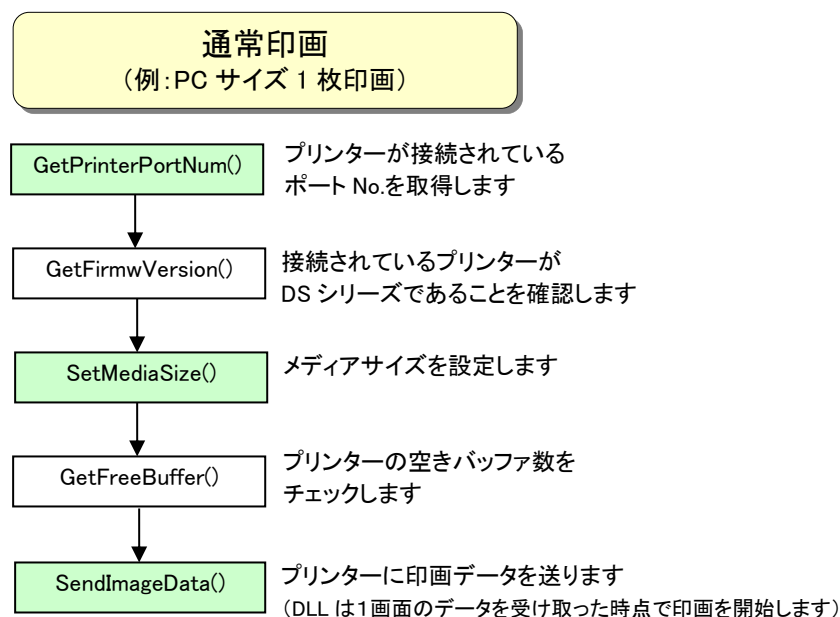 通常印画
（例：PC サイズ 1 枚印画）
GetPrinterPortNum()
プリンターが接続されている
ポート No.を取得します
GetFirmwVersion()
接続されているプリンターが
DS シリーズであることを確認します
SetMediaSize()
メディアサイズを設定します
GetFreeBuffer()
プリンターの空きバッファ数を
チェックします
SendImageData()
プリンターに印画データを送ります
（DLL は１画面のデータを受け取った時点で印画を開始します）